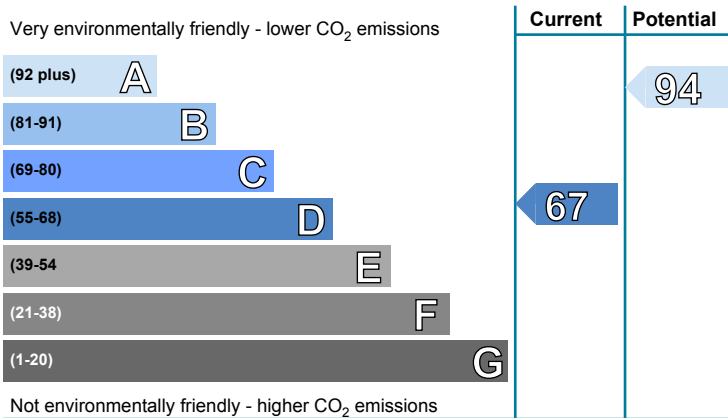 Current Potential
Very environmentally friendly - lower CO2 emissions
(92 plus) A
94
(81-91) B
(69-80) C
(55-68) D
67
(39-54 E
(21-38) F
(1-20) G
Not environmentally friendly - higher CO2 emissions